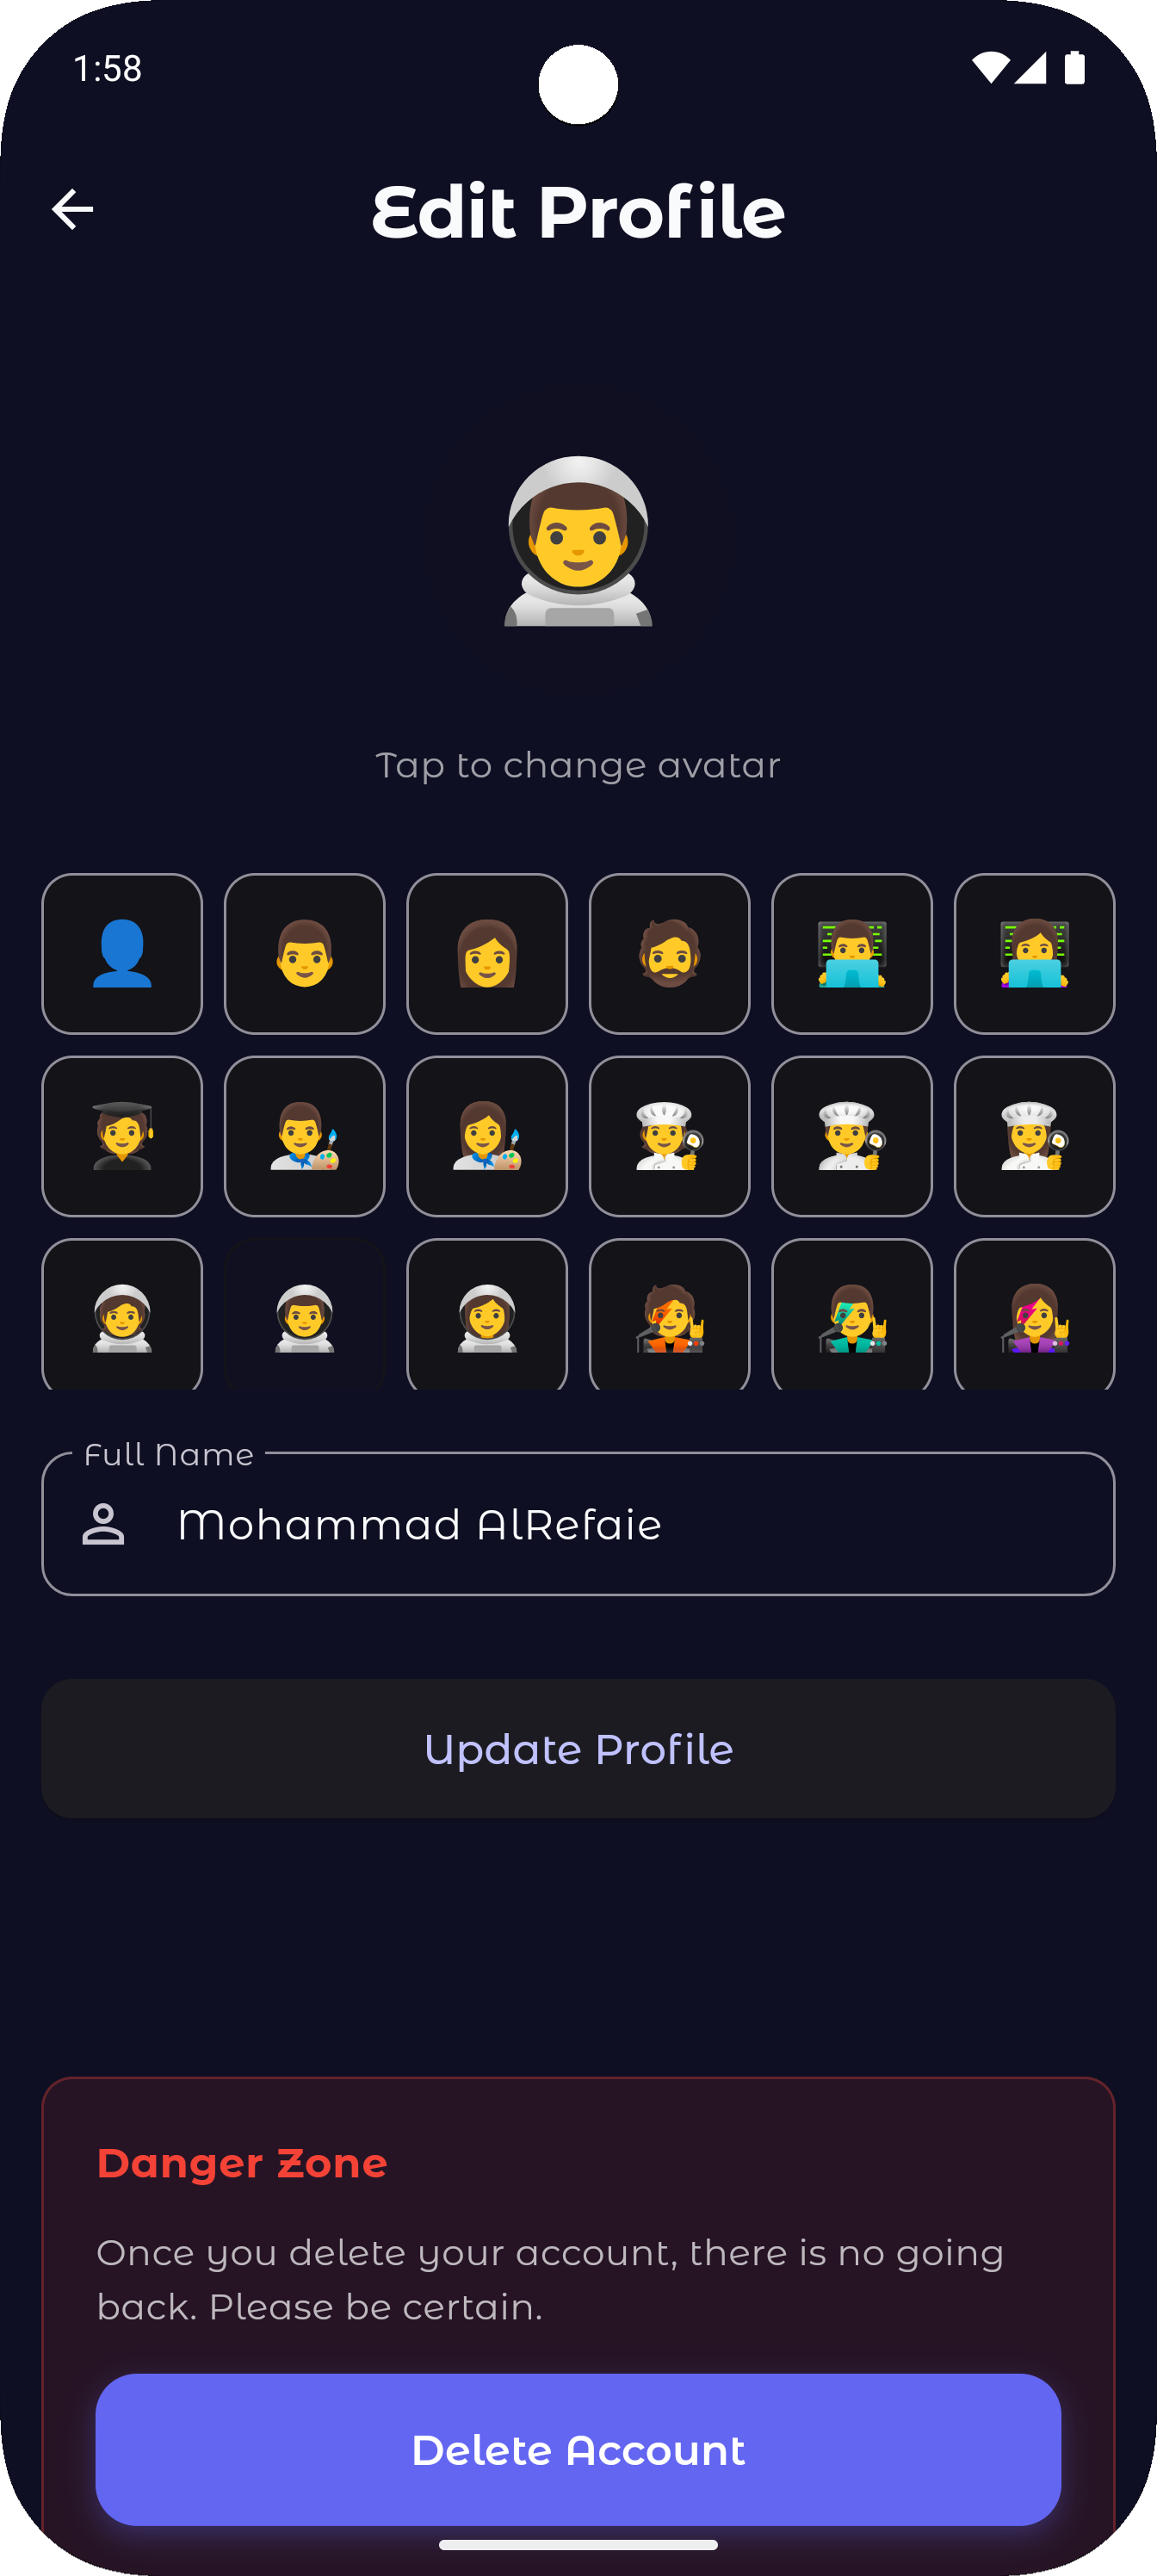 1:58
Edit Profile
Tap to change avatar
Full Name
Mohammad AlRefaie
Update Profile
Danger Zone
Once you delete your account, there is no going
back. Please be certain.
Delete Account